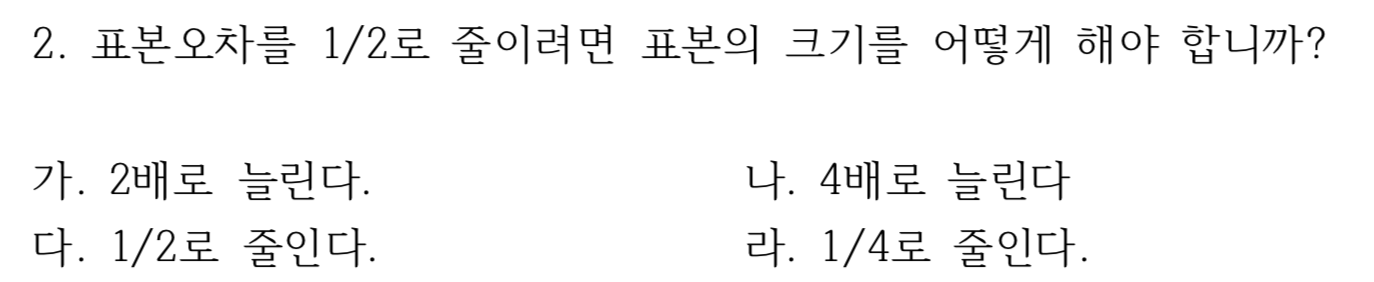 2. 표본오차를 1/2로 줄이려면 표본의 크기를 어떻게 해야 합니까?
가. 2배로 늘린다. 나. 4배로 늘린다
다. 1/2로 줄인다. 라. 1/4로 줄인다.